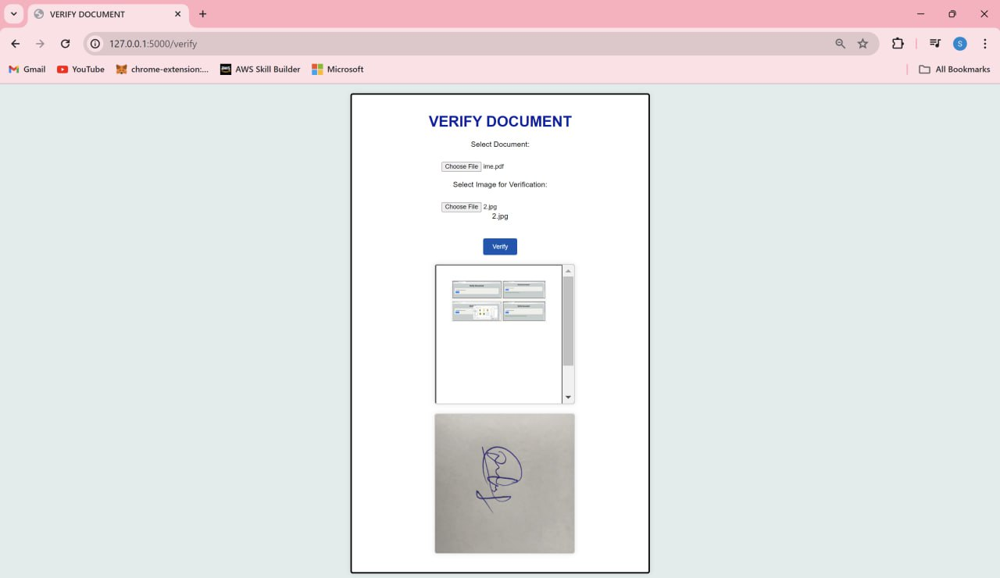 VERIFY DOCUMENT
127.0.0.1:5000/verify
S
Gmail YouTube chrome-extension:... aws AWS Skill Builder Microsoft All Bookmarks
VERIFY DOCUMENT
Select Document:
Choose File ime.pdf
Select Image for Verification:
Choose File 2.jpg
2.jpg
Verify